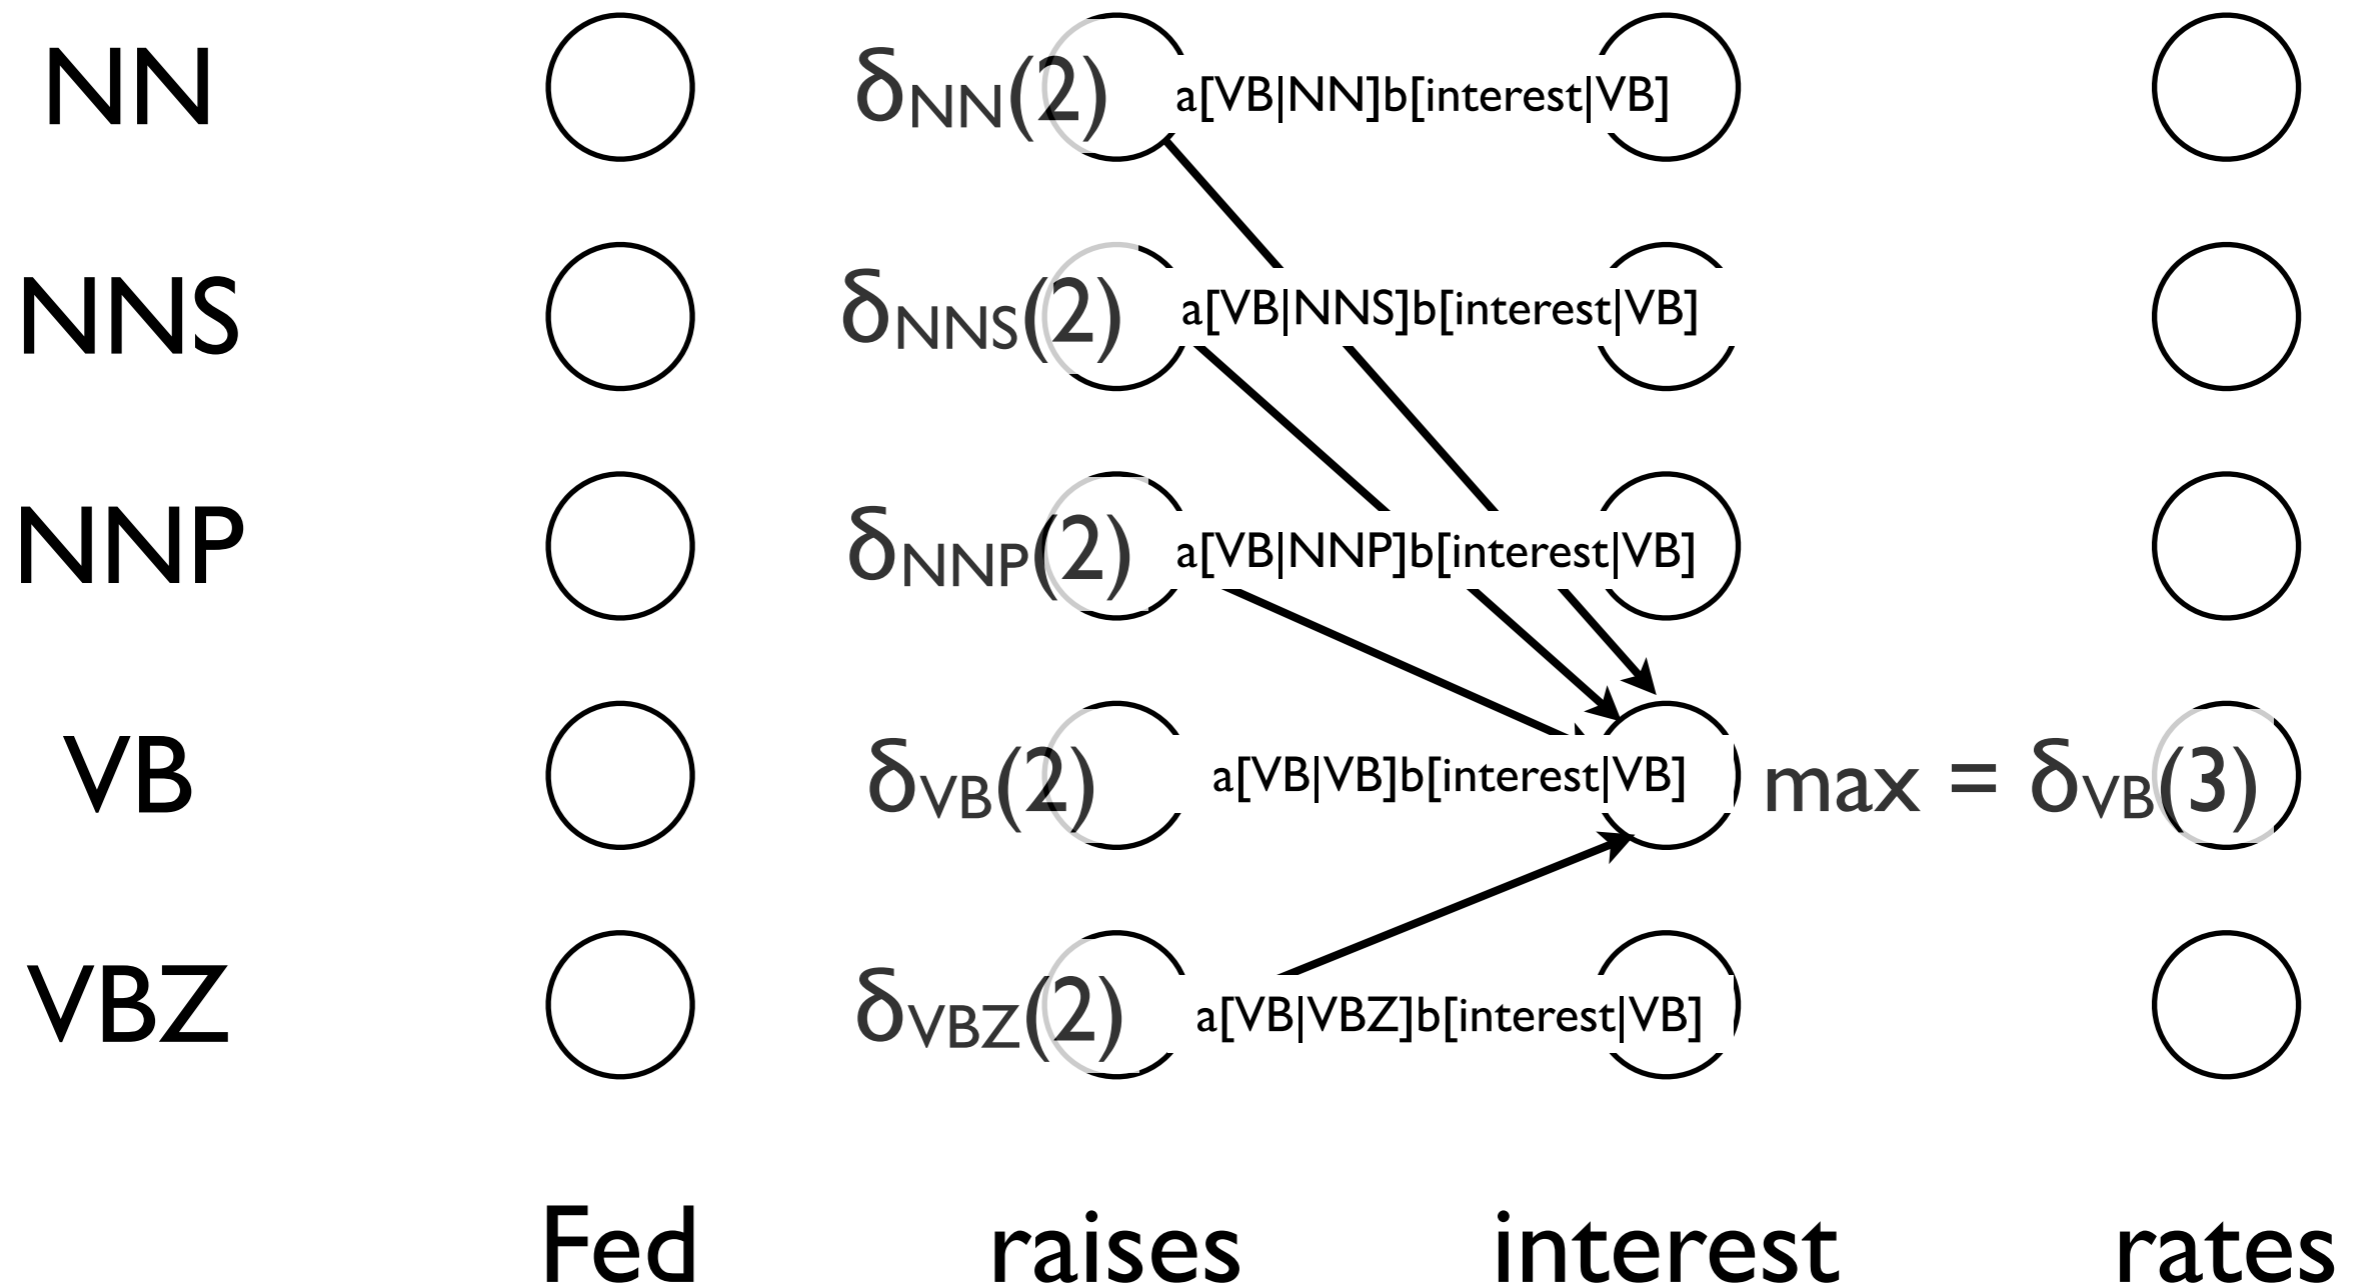 NN δNN(2) a[VB|NN]b[interest|VB]
NNS δNNS(2) a[VB|NNS]b[interest|VB]
NNP δNNP(2) a[VB|NNP]b[interest|VB]
VB δVB(2) a[VB|VB]b[interest|VB] max = δVB(3)
VBZ δVBZ(2) a[VB|VBZ]b[interest|VB]
Fed raises interest rates